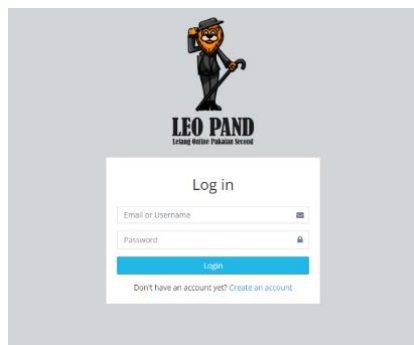 LEO PAND
Lelang Online Pakaian Second
Log in
Email or Username
Password
Login
Don't have an account yet? Create an account